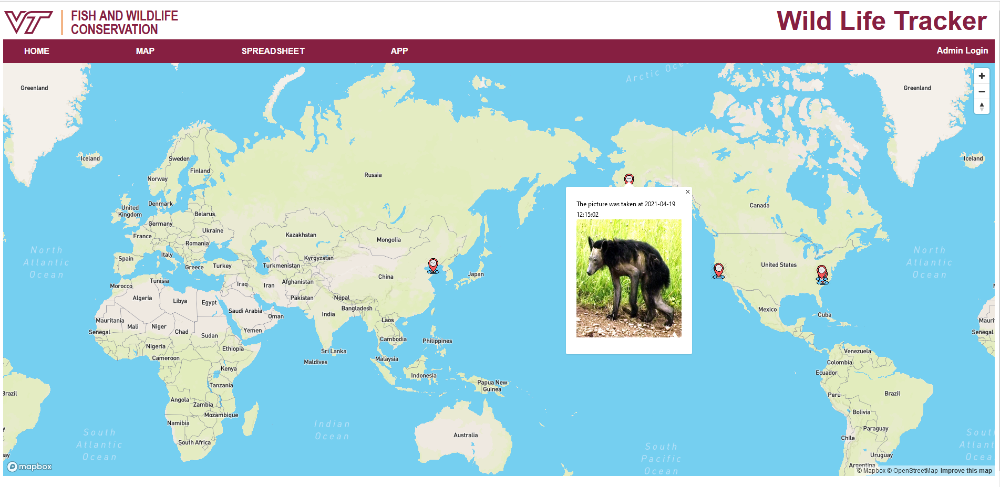 VT
FISH AND WILDLIFE
CONSERVATION
Wild Life Tracker
HOME
MAP
SPREADSHEET
APP
Admin Login
Arctic Oce
Greenland
Greenland
Iceland
Sweden
Finland
Norway
Russia
Iceland
Denmark
United
Kingdom
Belarus
Germany
Ukraine
France
Romania
Kazakhstan
Mongolia
Canada
The picture was taken at 2021-04-19
12:15:02
×
North
Atlantic
Ocean
Spain
Italy
Greece
Turkey
Turkmenistan
Kyrgyzstan
China
Japan
United States
North
Atlantic
Ocean
Morocco
Tunisia
Iraq
Iran
Afghanistan
Algeria
Libya
Egypt
Pakistan
Nepal
Saudi Arabia
Bangladesh
Oman
India
Mexico
Cuba
Mauritania
Mali
Niger
Chad
Laos
Mauri
Senegal
Sudan
Yemen
Senegal
Nigeria
Ethiopia
Cambodia
Philippines
Cameroon
Sri Lanka
Maldives
Malaysia
Venezuela
Kenya
Colombia
Indonesia
Ecuador
Tanzania
Papua New
Guinea
Brazil
Peru
Brazil
Angola
Zambia
Mozambique
Bolivia
Namibia
Indian
Ocean
Paraguay
South
Atlantic
Ocean
South Africa
Australia
Chile
South
Pacific
Ocean
South
Atlant
Ocea
Uruguay
Argentina
mapbox
© Mapbox © OpenStreetMap Improve this map